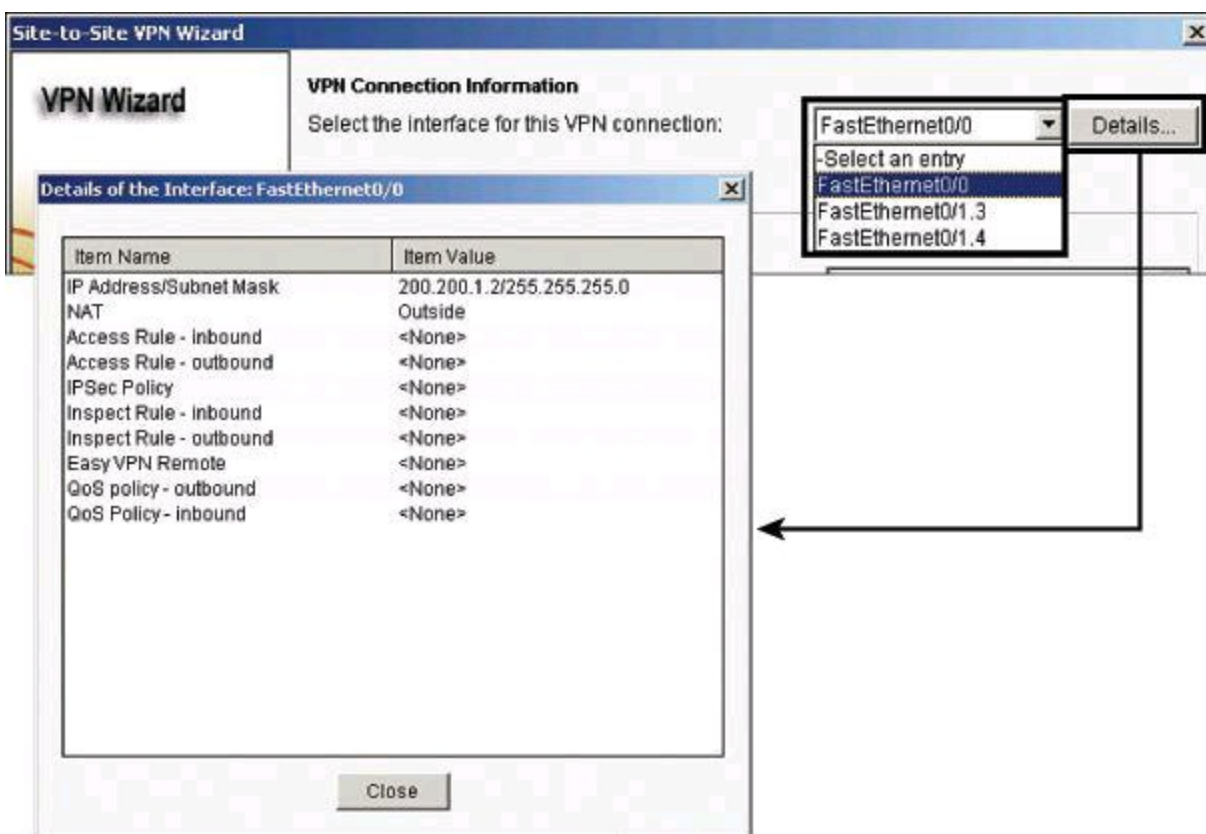 Site-to-Site VPN Wizard
VPN Wizard
VPN Connection Information
Select the interface for this VPN connection:
FastEthernet0/0
Details...
-Select an entry
FastEthernet0/0
FastEthernet0/1.3
FastEthernet0/1.4
Details of the Interface: FastEthernet0/0
Item Name Item Value
IP Address/Subnet Mask 200.200.1.2/255.255.255.0
NAT Outside
Access Rule - inbound <None>
Access Rule - outbound <None>
IPSec Policy <None>
Inspect Rule - inbound <None>
Inspect Rule - outbound <None>
Easy VPN Remote <None>
QoS policy - outbound <None>
QoS Policy - inbound <None>
Close